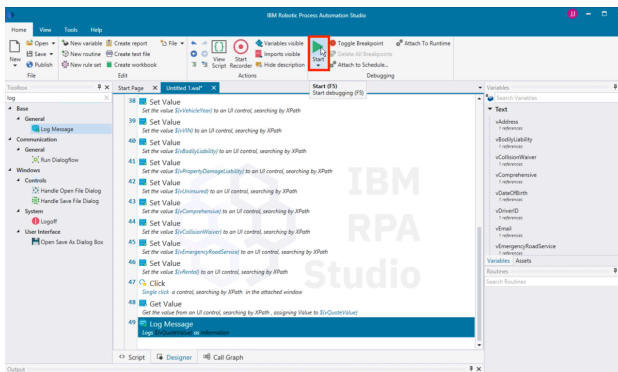 IBM Robotic Process Automation Studio
Home View Tools Help
Open New variable Create report File Variables visible Toggle Breakpoint Attach To Runtime
Save New routine Create text file Imports visible Delete All Breakpoints
New Publish New rule set Create workbook View Script Start Recorder Hide description Start Attach to Schedule...
File Edit Actions Debugging
Toolbox
Start Page Untitled 1.wal*
Start (F5)
Start debugging (F5)
Variables
log
Search Variables
Base
General
Log Message
Communication
General
Run Dialogflow
Windows
Controls
Handle Open File Dialog
Handle Save File Dialog
System
Logoff
User Interface
Open Save As Dialog Box
38 Set Value
Set the value ${vVehicleYear} to an UI control, searching by XPath
39 Set Value
Set the value ${vVIN} to an UI control, searching by XPath
40 Set Value
Set the value ${vBodilyLiability} to an UI control, searching by XPath
41 Set Value
Set the value ${vPropertyDamageLiability} to an UI control, searching by XPath
42 Set Value
Set the value ${vUninsured} to an UI control, searching by XPath
43 Set Value
Set the value ${vComprehensive} to an UI control, searching by XPath
44 Set Value
Set the value ${vCollisionWaiver} to an UI control, searching by XPath
45 Set Value
Set the value ${vEmergencyRoadService} to an UI control, searching by XPath
46 Set Value
Set the value ${vRental} to an UI control, searching by XPath
47 Click
Single click a control, searching by XPath in the attached window
48 Get Value
Get the value from an UI control, searching by XPath , assigning Value to ${vQuoteValue}
49 Log Message
Logs ${vQuoteValue} as Information
IBM
RPA
Studio
Text
vAddress
1 references
vBodilyLiability
1 references
vCollisionWaiver
1 references
vComprehensive
1 references
vDateOfBirth
1 references
vDriverID
1 references
vEmail
1 references
vEmergencyRoadService
1 references
Variables Assets
Routines
Search Routines
Script Designer Call Graph
Output